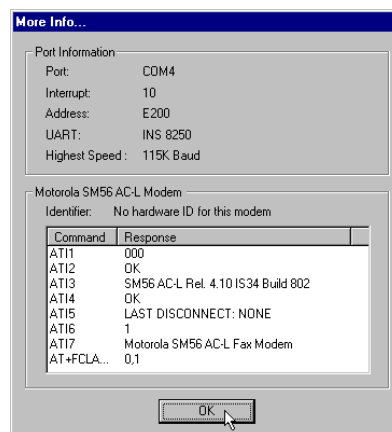 More Info...
Port Information
Port: COM4
Interrupt: 10
Address: E200
UART: INS 8250
Highest Speed : 115K Baud
Motorola SM56 AC-L Modem
Identifier: No hardware ID for this modem
Command Response
ATI1 000
ATI2 OK
ATI3 SM56 AC-L Rel. 4.10 IS34 Build 802
ATI4 OK
ATI5 LAST DISCONNECT: NONE
ATI6 1
ATI7 Motorola SM56 AC-L Fax Modem
AT+FCLA... 0,1
OK